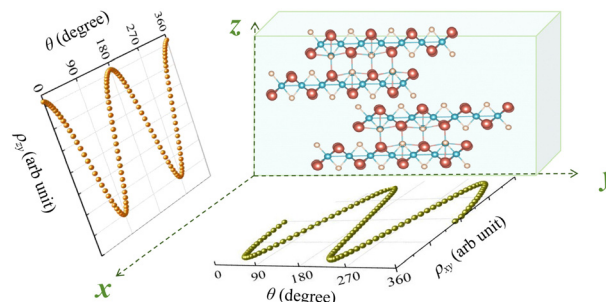 θ (degree)
0 90 180 270 360
ρzy (arb unit)
z
x
0 90 180 270 360
θ (degree)
ρxy (arb unit)